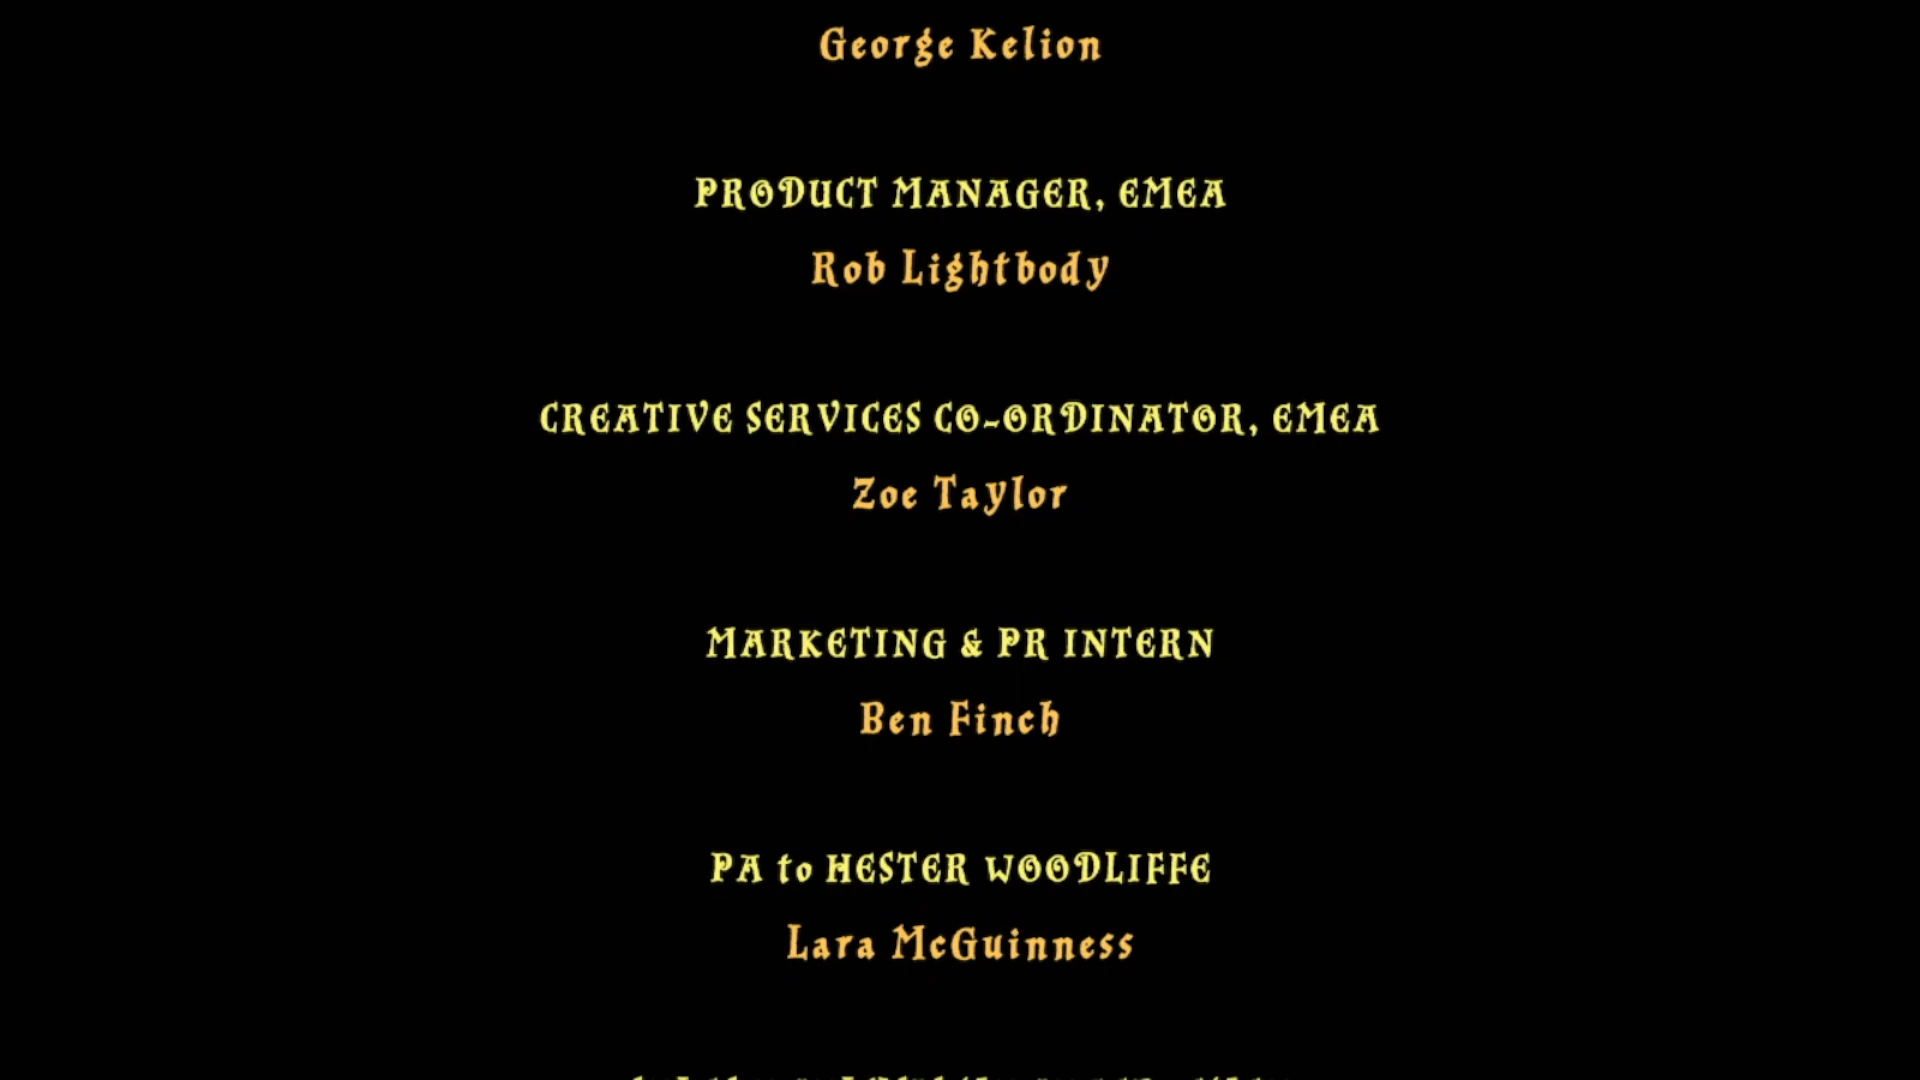 George Kelion
PRODUCT MANAGER, EMEA
Rob Lightbody
CREATIVE SERVICES CO-ORDINATOR, EMEA
Zoe Taylor
MARKETING & PR INTERN
Ben Finch
PA to HESTER WOODLIFFE
Lara McGuinness